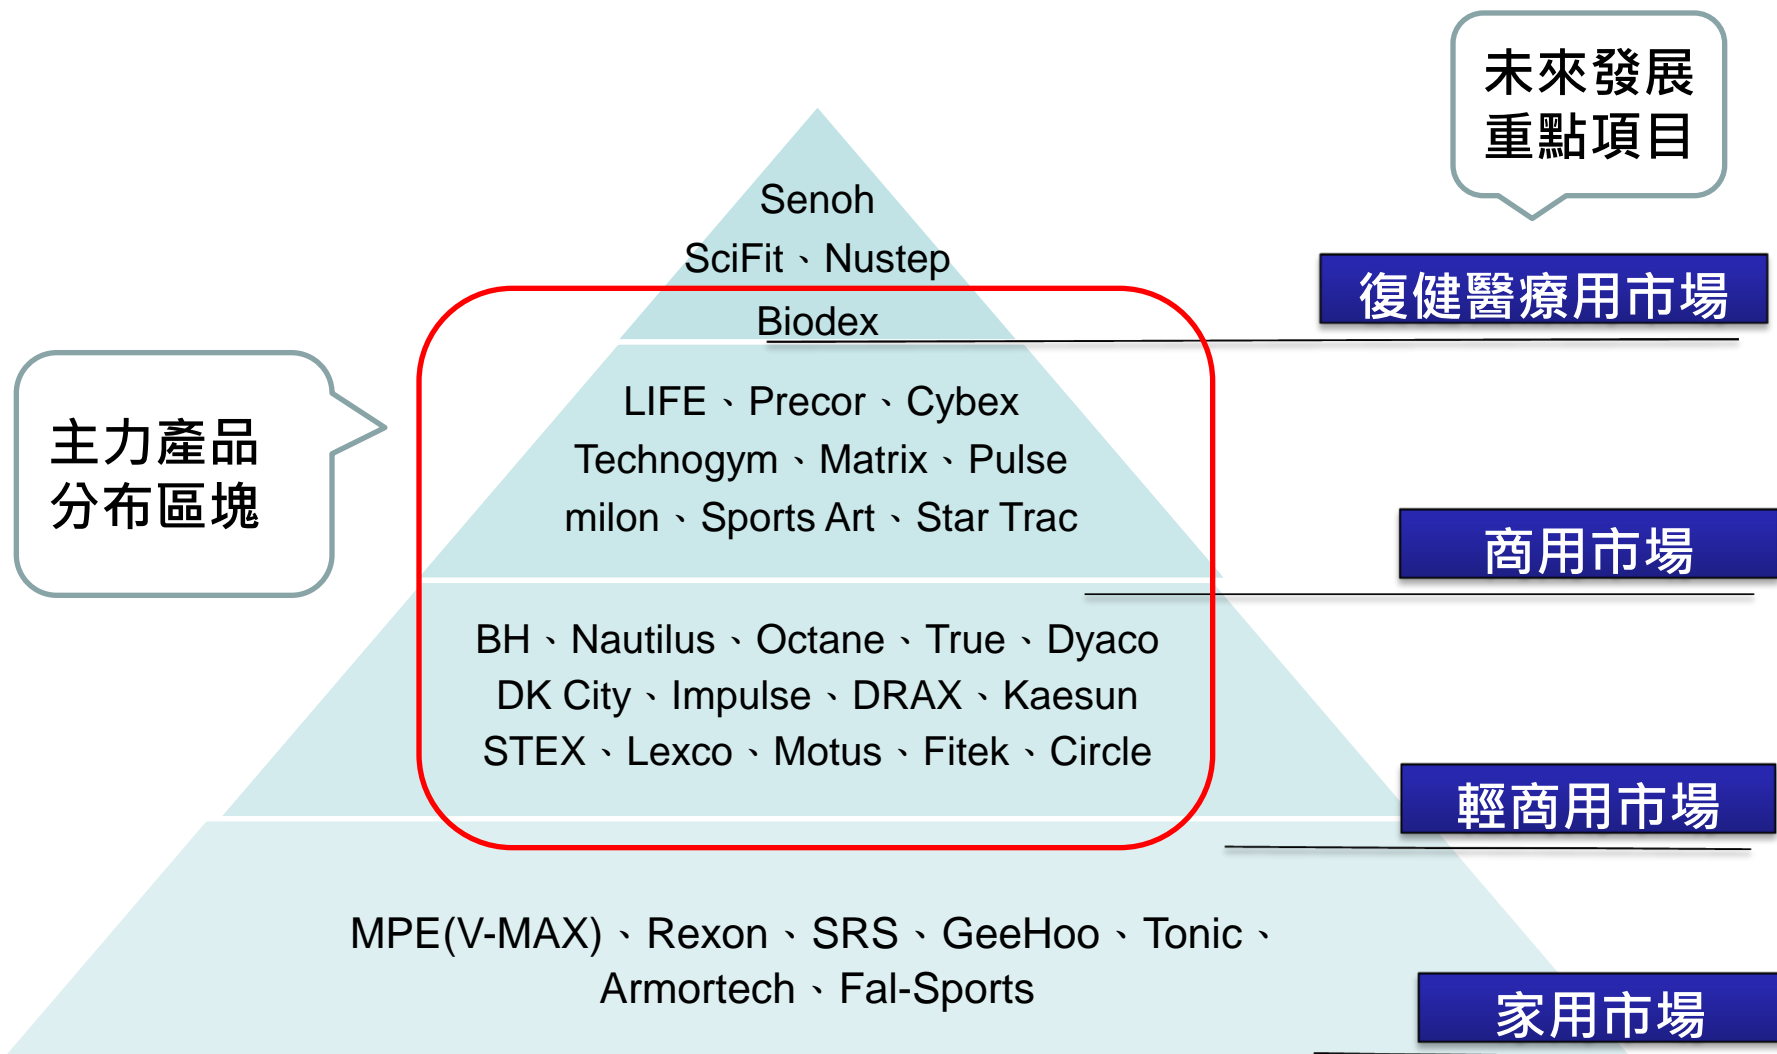 未來發展
重點項目
Senoh
SciFit、Nustep
Biodex
復健醫療用市場
主力產品
分布區塊
LIFE、Precor、Cybex
Technogym、Matrix、Pulse
milon、Sports Art、Star Trac
商用市場
BH、Nautilus、Octane、True、Dyaco
DK City、Impulse、DRAX、Kaesun
STEX、Lexco、Motus、Fitek、Circle
輕商用市場
MPE(V-MAX)、Rexon、SRS、GeeHoo、Tonic、
Armortech、Fal-Sports
家用市場